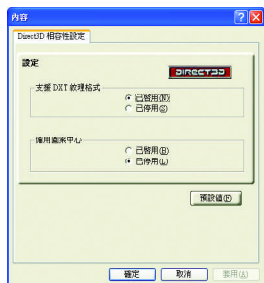 內容
Direct3D 相容性設定
設定
DIRECT3D
支援 DXT 紋理格式
已啟用(N)
已停用(S)
應用畫素中心
已啟用(B)
已停用(L)
預設值(F)
確定
取消
套用(A)